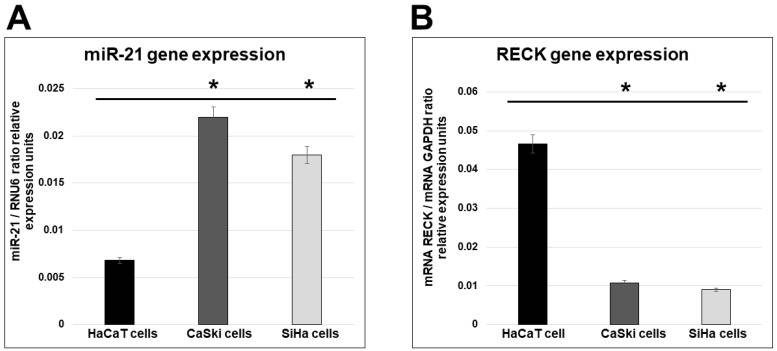 A
miR-21 gene expression
miR-21 / RNU6 ratio relative
expression units
0.025
0.02
0.015
0.01
0.005
0
* *
HaCaT cells CaSki cells SiHa cells
B
RECK gene expression
mRNA RECK / mRNA GAPDH ratio
relative expression units
0.06
0.05
0.04
0.03
0.02
0.01
0
* *
HaCaT cell CaSki cells SiHa cells